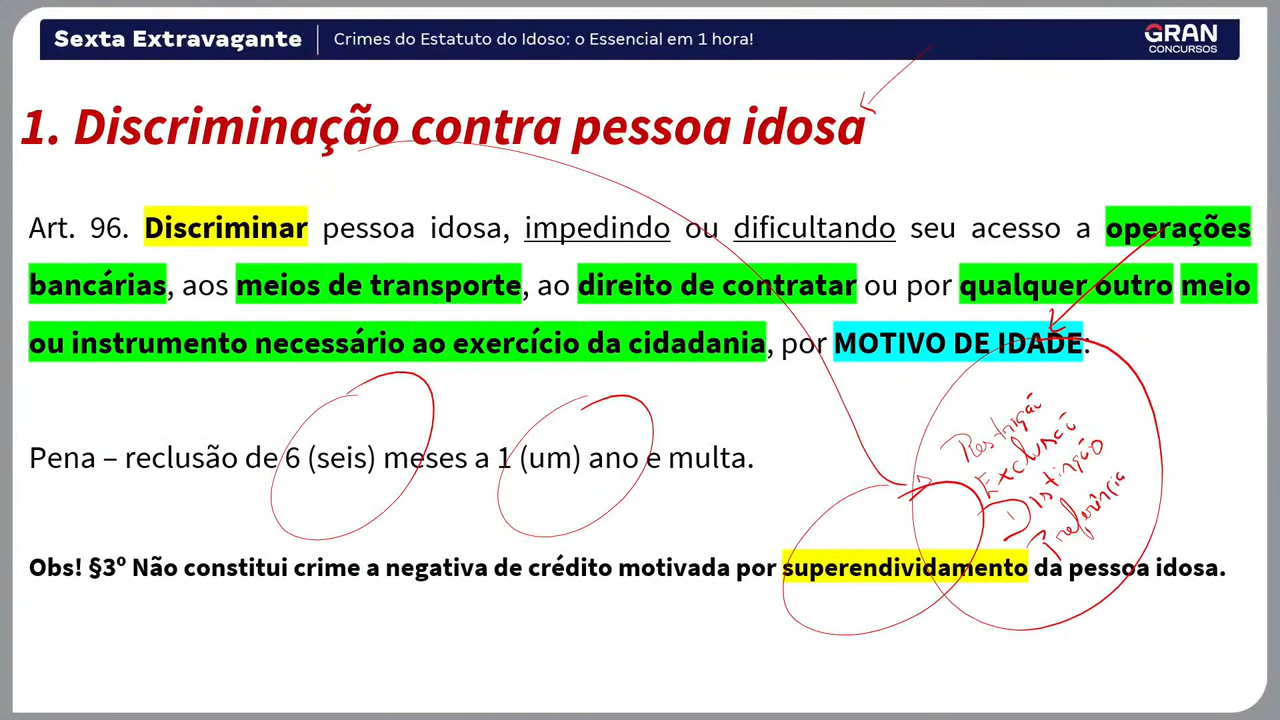 Sexta Extravagante
Crimes do Estatuto do Idoso: o Essencial em 1 hora!
GRAN
CONCURSOS
1. Discriminação contra pessoa idosa
Art. 96. Discriminar pessoa idosa, impedindo ou dificultando seu acesso a operações
bancárias, aos meios de transporte, ao direito de contratar ou por qualquer outro meio
ou instrumento necessário ao exercício da cidadania, por MOTIVO DE IDADE:
Restrição
Exclusão
Distinção
Preferência
Pena – reclusão de 6 (seis) meses a 1 (um) ano e multa.
Obs! §3º Não constitui crime a negativa de crédito motivada por superendividamento da pessoa idosa.